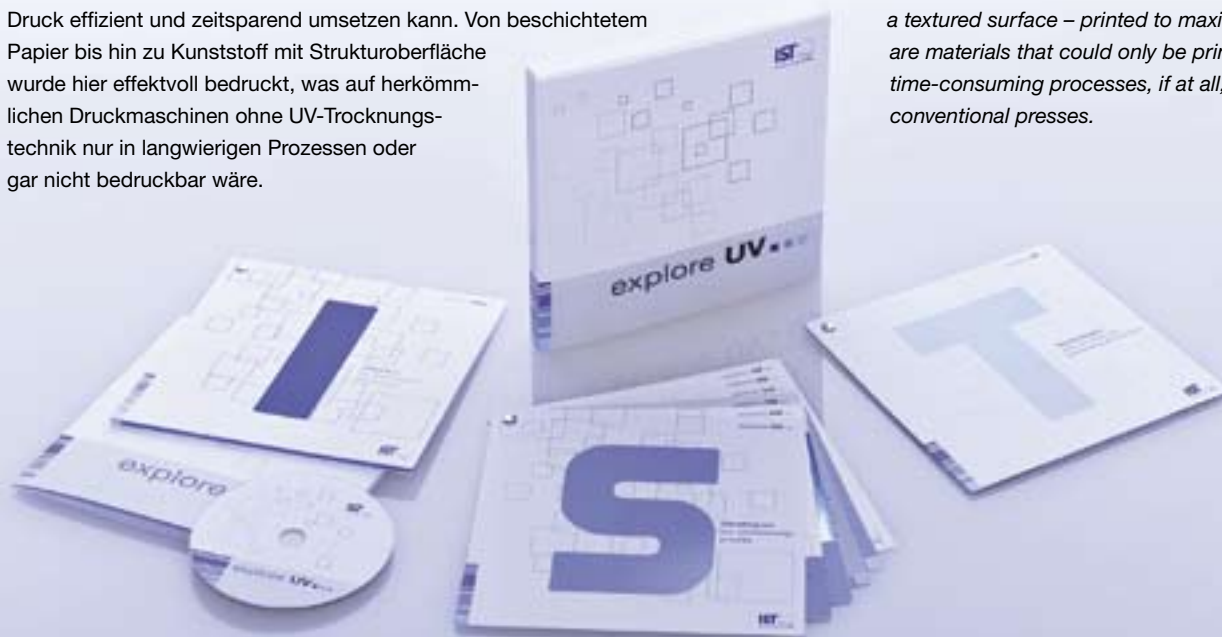 Druck effizient und zeitsparend umsetzen kann. Von beschichtetem
Papier bis hin zu Kunststoff mit Strukturoberfläche
wurde hier effektvoll bedruckt, was auf herkömm-
lichen Druckmaschinen ohne UV-Trocknungs-
technik nur in langwierigen Prozessen oder
gar nicht bedruckbar wäre.
a textured surface – printed to maxi
are materials that could only be prin
time-consuming processes, if at all,
conventional presses.
IST
explore UV
I
IST
explore
IST
explore UV
S
IST
T
IST